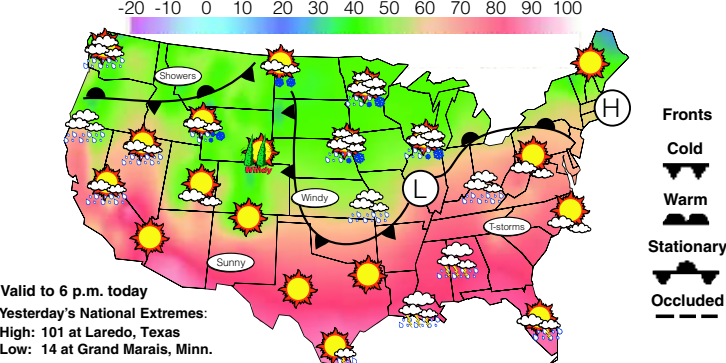 -20 -10 0 10 20 30 40 50 60 70 80 90 100
Showers
H
Fronts
Cold
Windy
L
Warm
Windy
T-storms
Stationary
Sunny
Occluded
Valid to 6 p.m. today
Yesterday's National Extremes:
High: 101 at Laredo, Texas
Low: 14 at Grand Marais, Minn.